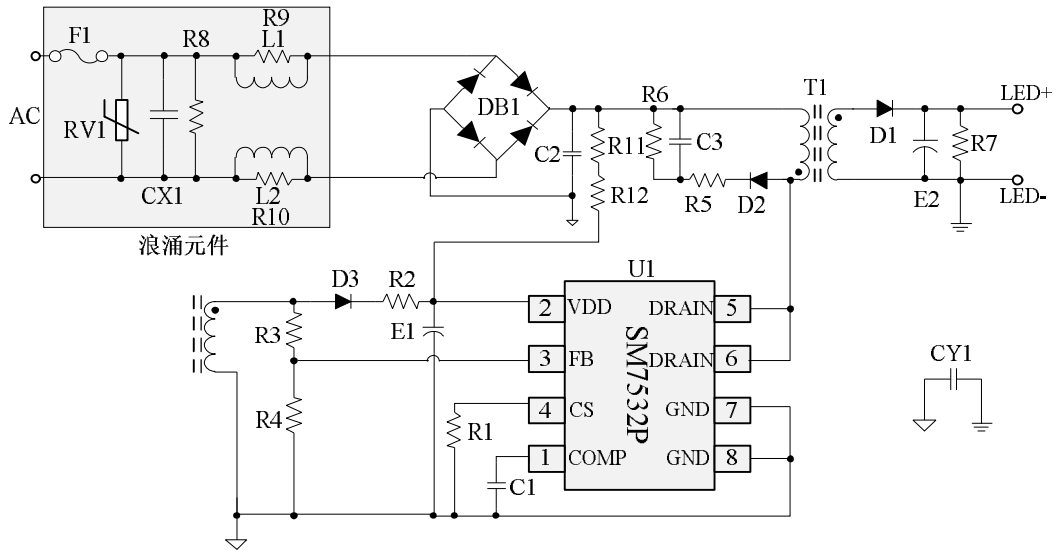 F1
R8
R9
L1
AC
RV1
CX1
L2
R10
浪涌元件
DB1
C2
R11
R12
R6
C3
R5
D2
T1
D1
E2
R7
LED+
LED-
D3
R2
R3
R4
E1
R1
C1
U1
SM7532P
2 VDD
3 FB
4 CS
1 COMP
DRAIN 5
DRAIN 6
GND 7
GND 8
CY1